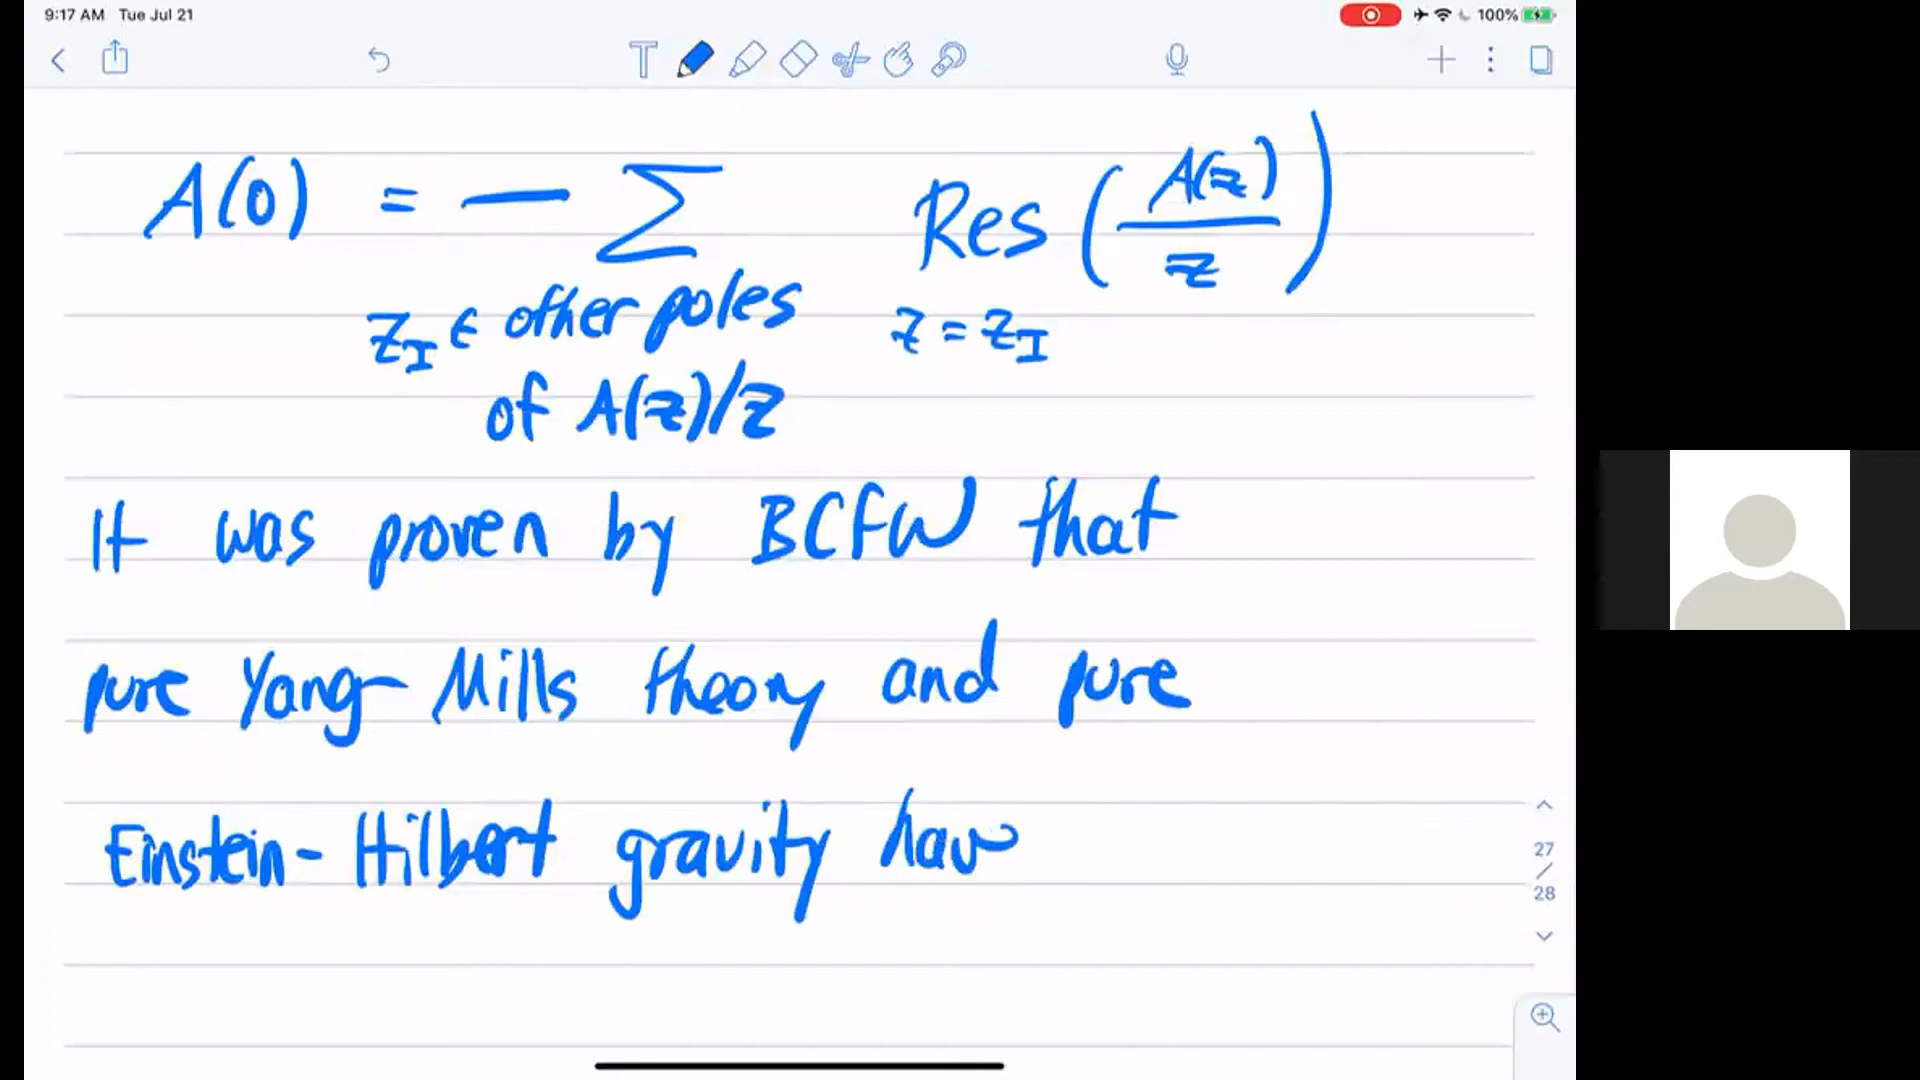 9:17 AM Tue Jul 21
100%
T
A(0) = - ∑ Res (A(z)/z)
z_I ∈ other poles z = z_I
of A(z)/z
It was proven by BCFW that
pure Yang-Mills theory and pure
Einstein-Hilbert gravity have
27
/
28